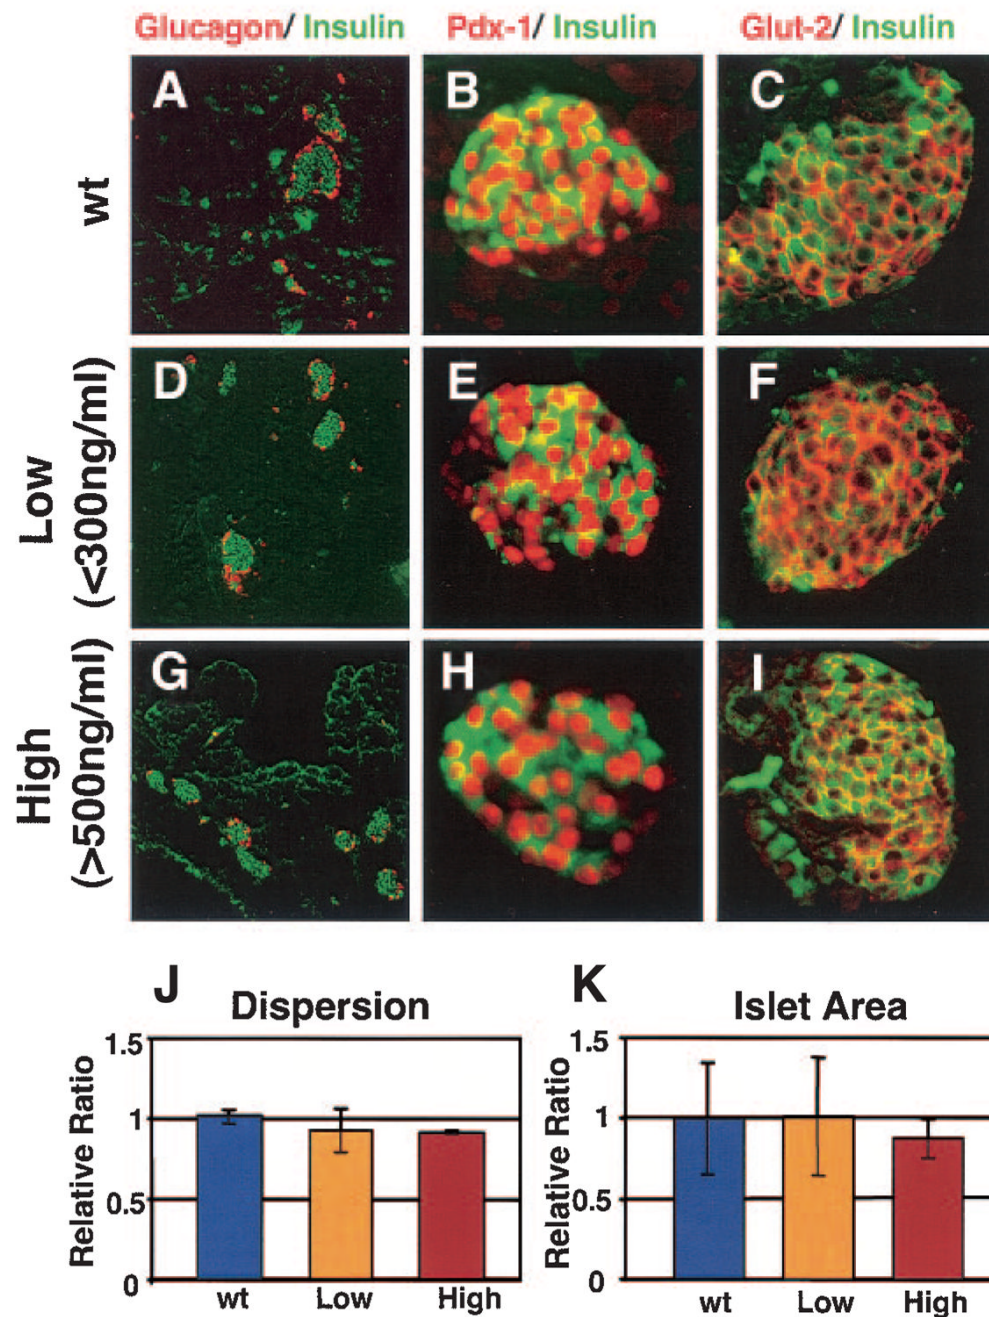 Glucagon/ Insulin Pdx-1/ Insulin Glut-2/ Insulin
A B C
wt
D E F
Low
(<300ng/ml)
G H I
High
(>500ng/ml)
J K
Dispersion Islet Area
Relative Ratio
1.5
1
0.5
0
wt Low High
Relative Ratio
1.5
1
0.5
0
wt Low High